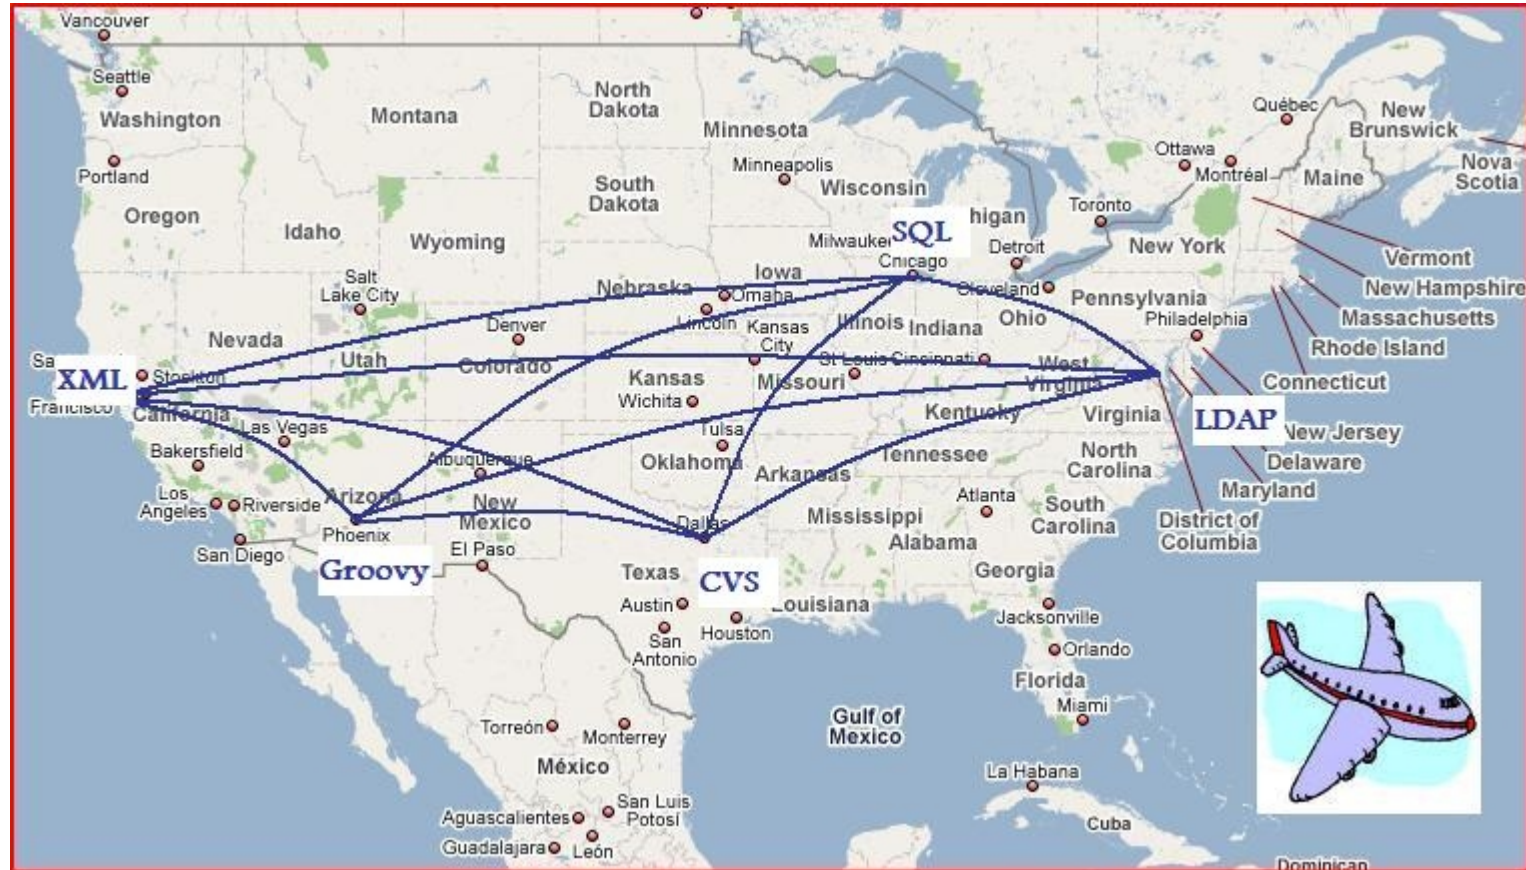 Vancouver
Seattle
Washington
Portland
Oregon
Montana
Idaho
Wyoming
North
Dakota
South
Dakota
Minnesota
Minneapolis
Wisconsin
Milwaukee
SQL
higan
Chicago
Detroit
Toronto
Ottawa
Montréal
Québec
New
Brunswick
Nova
Scotia
Maine
New York
Vermont
New Hampshire
Massachusetts
Rhode Island
Connecticut
Pennsylvania
Philadelphia
Cleveland
Ohio
Salt
Lake City
Nebraska
Iowa
Omaha
Lincoln
Kansas
City
Illinois
Indiana
Nevada
Utah
Denver
Colorado
Kansas
Wichita
Missouri
St Louis
Cincinnati
West
Virginia
Virginia
Kentucky
LDAP
New Jersey
Delaware
Maryland
District of
Columbia
Sa
XML
Stockton
Francisco
California
Las Vegas
Bakersfield
Los
Angeles
Riverside
San Diego
Arizona
Phoenix
Groovy
Albuquerque
New
Mexico
El Paso
Tulsa
Oklahoma
Arkansas
Tennessee
North
Carolina
South
Carolina
Atlanta
Mississippi
Alabama
Georgia
Dallas
CVS
Texas
Austin
San
Antonio
Houston
Louisiana
Jacksonville
Orlando
Florida
Miami
Gulf of
Mexico
Torreón
Monterrey
México
La Habana
Cuba
Aguascalientes
San Luis
Potosí
Guadalajara
León
Dominican